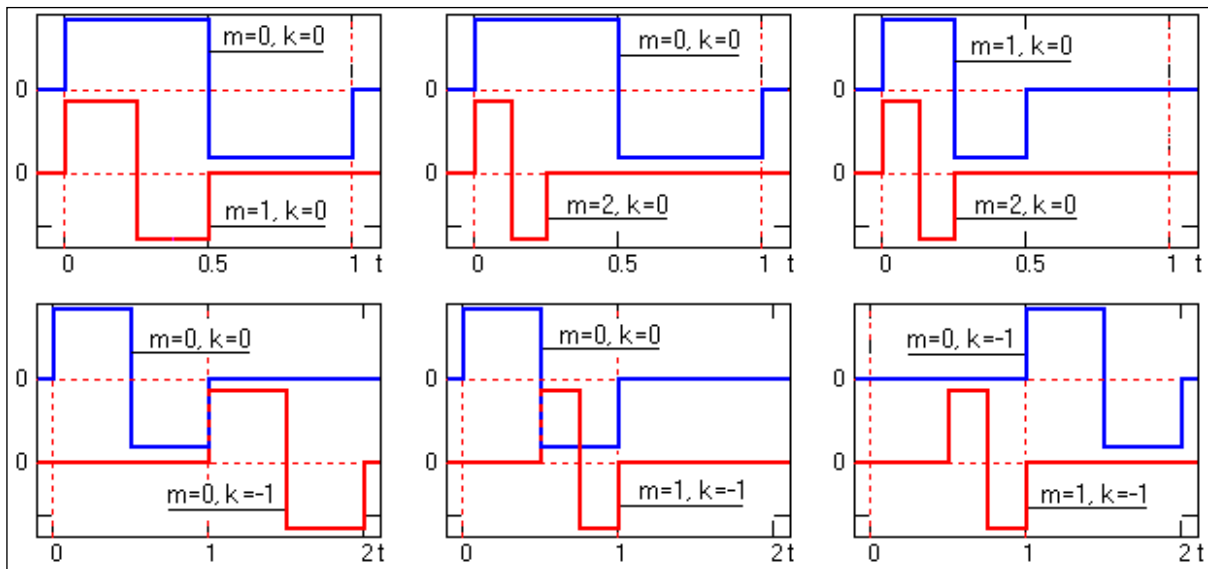 m=0, k=0
0
0
m=1, k=0
0 0.5 1 t
m=0, k=0
0
0
m=2, k=0
0 0.5 1 t
m=1, k=0
0
0
m=2, k=0
0 0.5 1 t
m=0, k=0
0
0
m=0, k=-1
0 1 2 t
m=0, k=0
0
0
m=1, k=-1
0 1 2 t
m=0, k=-1
0
0
m=1, k=-1
0 1 2 t